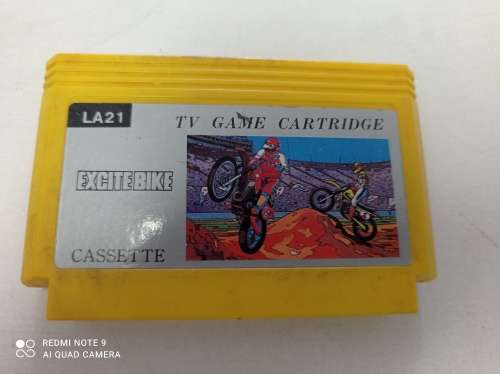 LA21
TV GAME CARTRIDGE
EXCITEBIKE
CASSETTE
REDMI NOTE 9
AI QUAD CAMERA